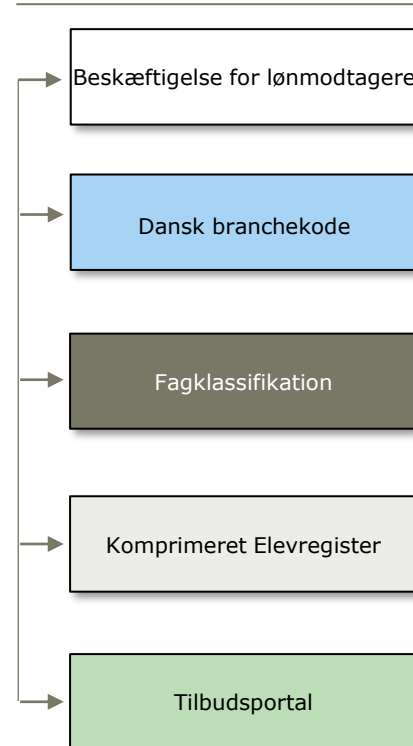 Beskæftigelse for lønmodtagere
Dansk branchekode
Fagklassifikation
Komprimeret Elevregister
Tilbudsportal